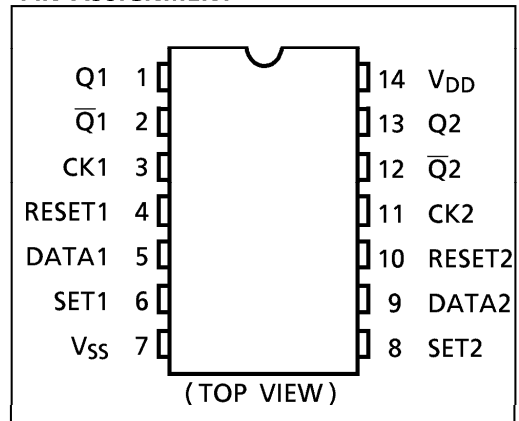 Q1 1 14 VDD
Q̅1 2 13 Q2
CK1 3 12 Q̅2
RESET1 4 11 CK2
DATA1 5 10 RESET2
SET1 6 9 DATA2
VSS 7 8 SET2
(TOP VIEW)